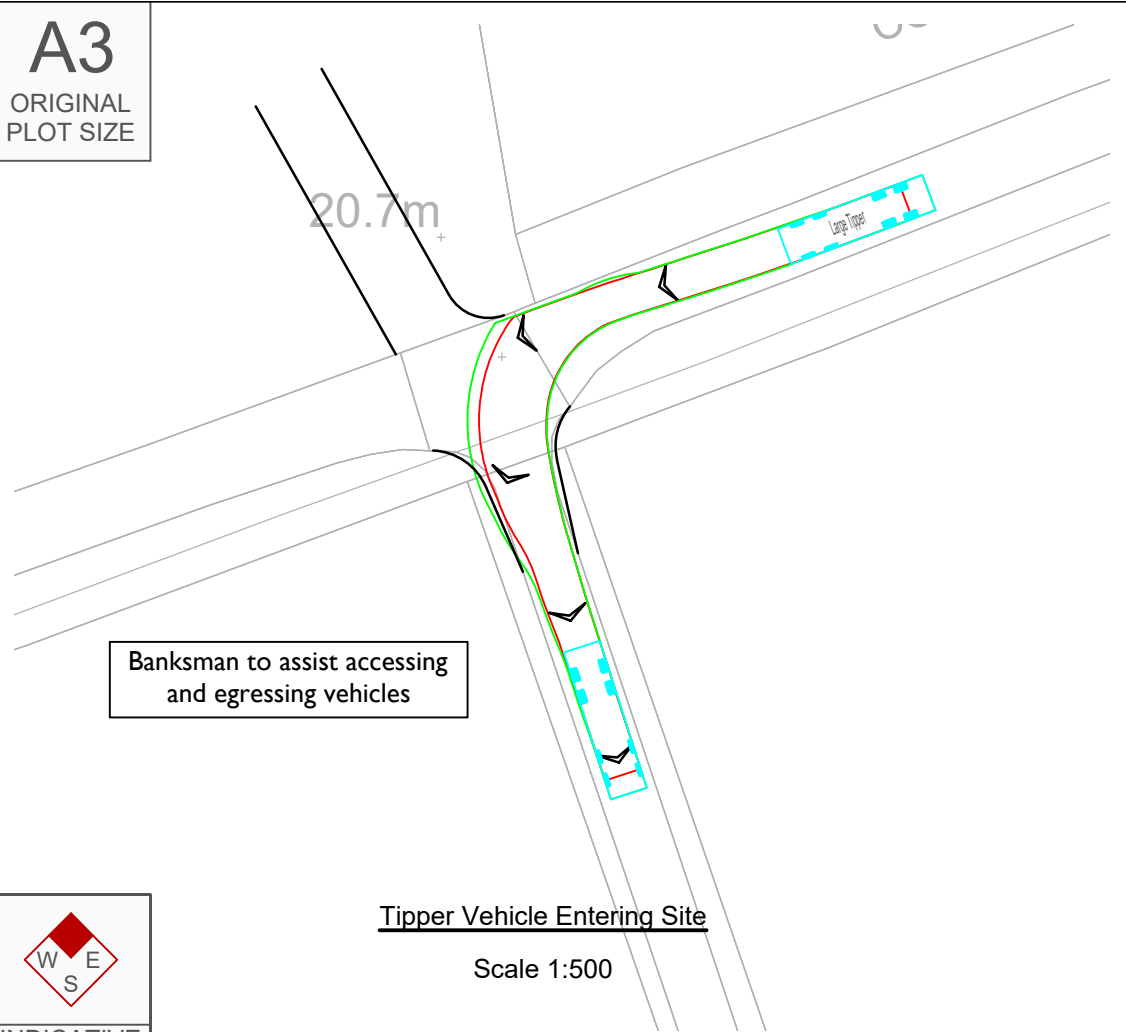 A3
ORIGINAL
PLOT SIZE
20.7m
Large Tipper
Banksman to assist accessing
and egressing vehicles
Tipper Vehicle Entering Site
Scale 1:500
W E
S
INDICATIVE